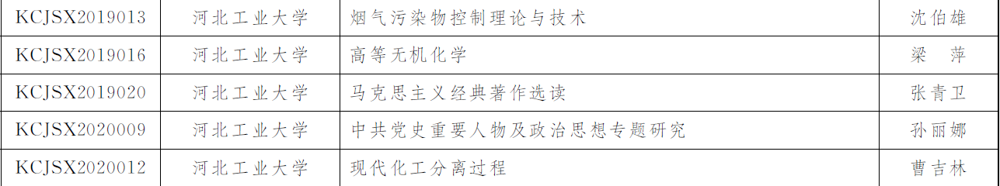 KCJSX2019013 河北工业大学 烟气污染物控制理论与技术 沈伯雄
KCJSX2019016 河北工业大学 高等无机化学 梁 萍
KCJSX2019020 河北工业大学 马克思主义经典著作选读 张青卫
KCJSX2020009 河北工业大学 中共党史重要人物及政治思想专题研究 孙丽娜
KCJSX2020012 河北工业大学 现代化工分离过程 曹吉林